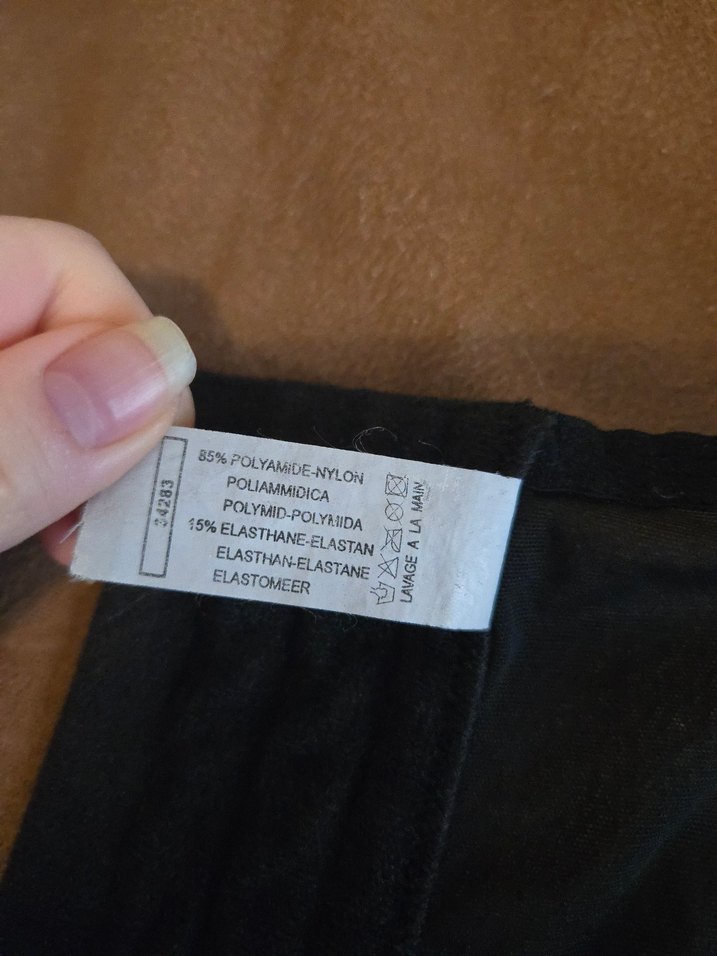 34283
85% POLYAMIDE-NYLON
POLIAMMIDICA
POLYMID-POLYMIDA
15% ELASTHANE-ELASTAN
ELASTHAN-ELASTANE
ELASTOMEER
LAVAGE A LA MAIN